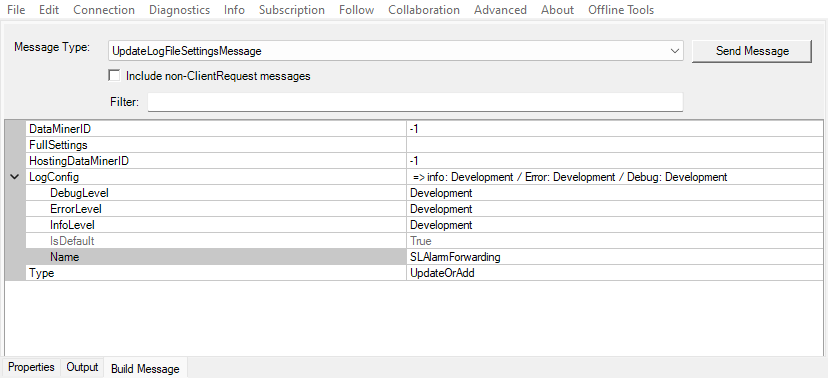 File Edit Connection Diagnostics Info Subscription Follow Collaboration Advanced About Offline Tools
Message Type: UpdateLogFileSettingsMessage Send Message
Include non-ClientRequest messages
Filter:
DataMinerID -1
FullSettings
HostingDataMinerID -1
LogConfig => info: Development / Error: Development / Debug: Development
DebugLevel Development
ErrorLevel Development
InfoLevel Development
IsDefault True
Name SLAlarmForwarding
Type UpdateOrAdd
Properties Output Build Message